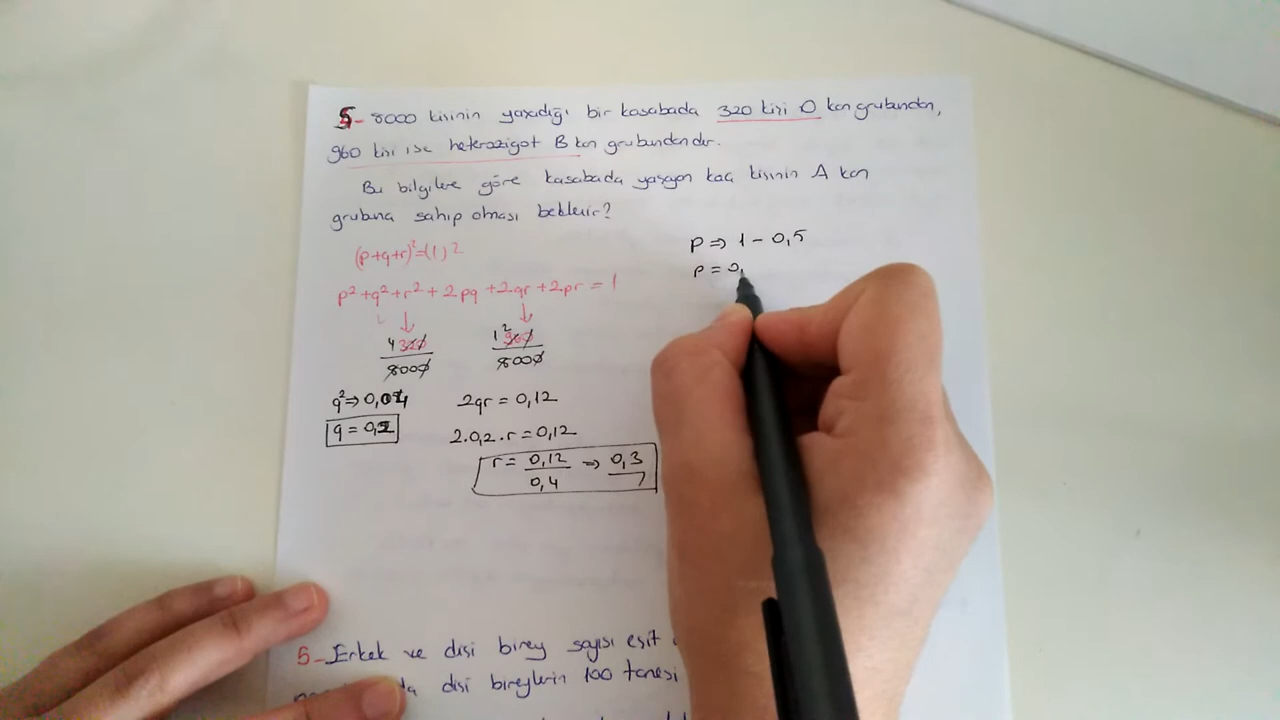 5- 8000 kişinin yaşadığı bir kasabada 320 kişi O kan grubundan,
960 kişi ise heterozigot B kan grubundandır.
Bu bilgilere göre kasabada yaşayan kaç kişinin A kan
grubuna sahip olması beklenir?
(p+q+r)²=(1)²
p²+q²+r²+2pq+2qr+2pr=1
4 320
8000
1 2 960
8000
q²⇒0,04
q=0,2
2qr=0,12
2.0,2.r=0,12
r= 0,12 ⇒ 0,3
0,4
p⇒1-0,5
p=0,
5- Erkek ve dişi birey sayısı eşit
da dişi bireylerin 100 tanesi